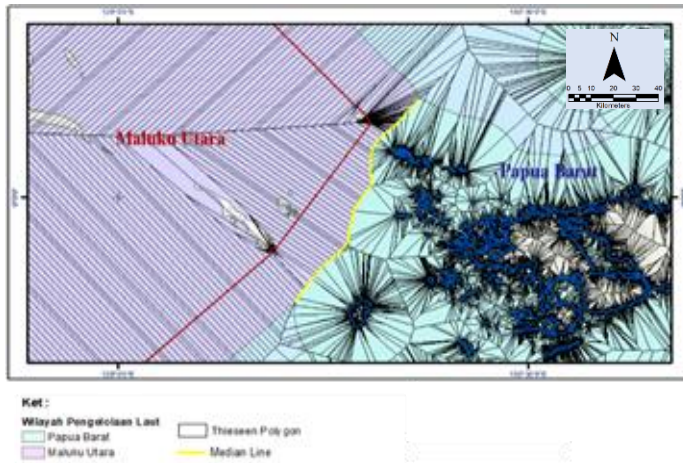 N
0 5 10 20 30 40
Kilometers
Maluku Utara
Papua Barat
Ket :
Wilayah Pengelolaan Laut
Papua Barat
Maluku Utara
Thieseen Polygon
Median Line